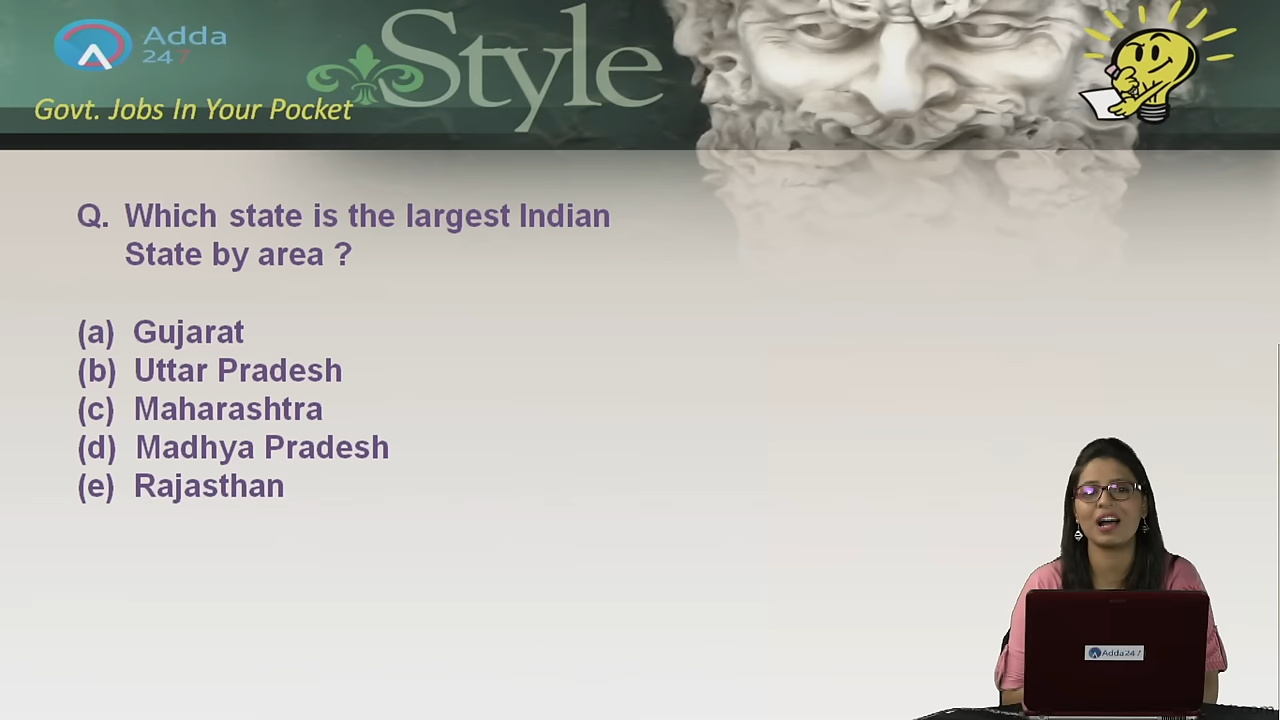 Adda
247
Style
Govt. Jobs In Your Pocket
Q. Which state is the largest Indian
State by area ?
(a) Gujarat
(b) Uttar Pradesh
(c) Maharashtra
(d) Madhya Pradesh
(e) Rajasthan
Adda247